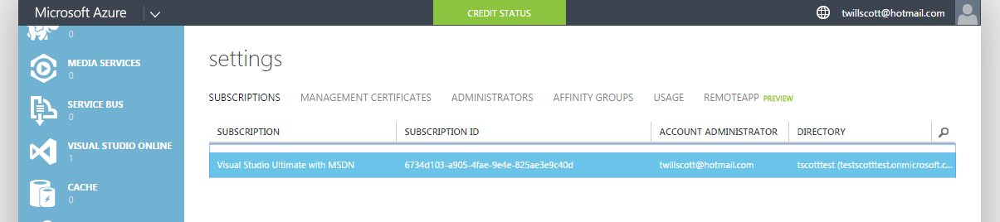 Microsoft Azure CREDIT STATUS twillscott@hotmail.com
0
MEDIA SERVICES
0
SERVICE BUS
0
VISUAL STUDIO ONLINE
1
CACHE
0
settings
SUBSCRIPTIONS MANAGEMENT CERTIFICATES ADMINISTRATORS AFFINITY GROUPS USAGE REMOTEAPP PREVIEW
SUBSCRIPTION SUBSCRIPTION ID ACCOUNT ADMINISTRATOR DIRECTORY
Visual Studio Ultimate with MSDN 6734d103-a905-4fae-9e4e-825ae3e9c40d twillscott@hotmail.com tscotttest (testscotttest.onmicrosoft.c...